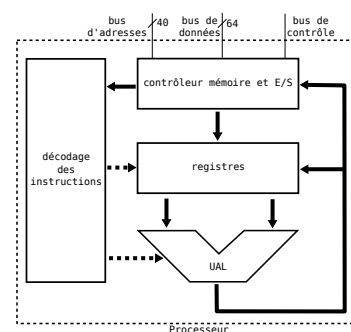 bus d'adresses
40
bus de données
64
bus de contrôle
contrôleur mémoire et E/S
décodage
des
instructions
registres
UAL
Processeur